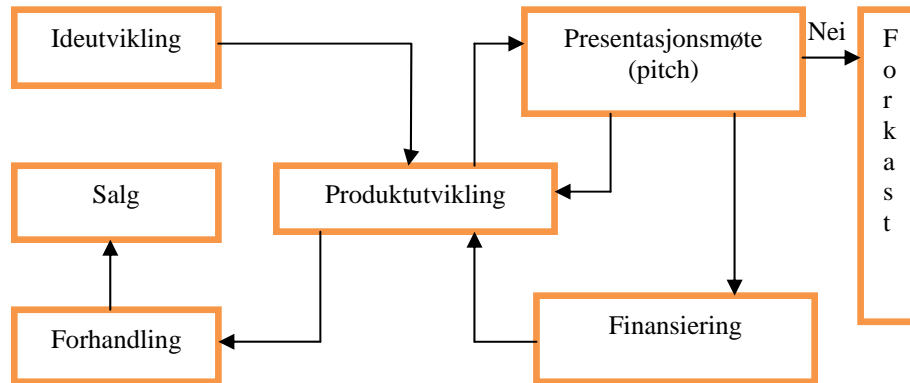 Ideutvikling
Presentasjonsmøte
(pitch)
Nei
F
o
r
k
a
s
t
Salg
Produktutvikling
Forhandling
Finansiering